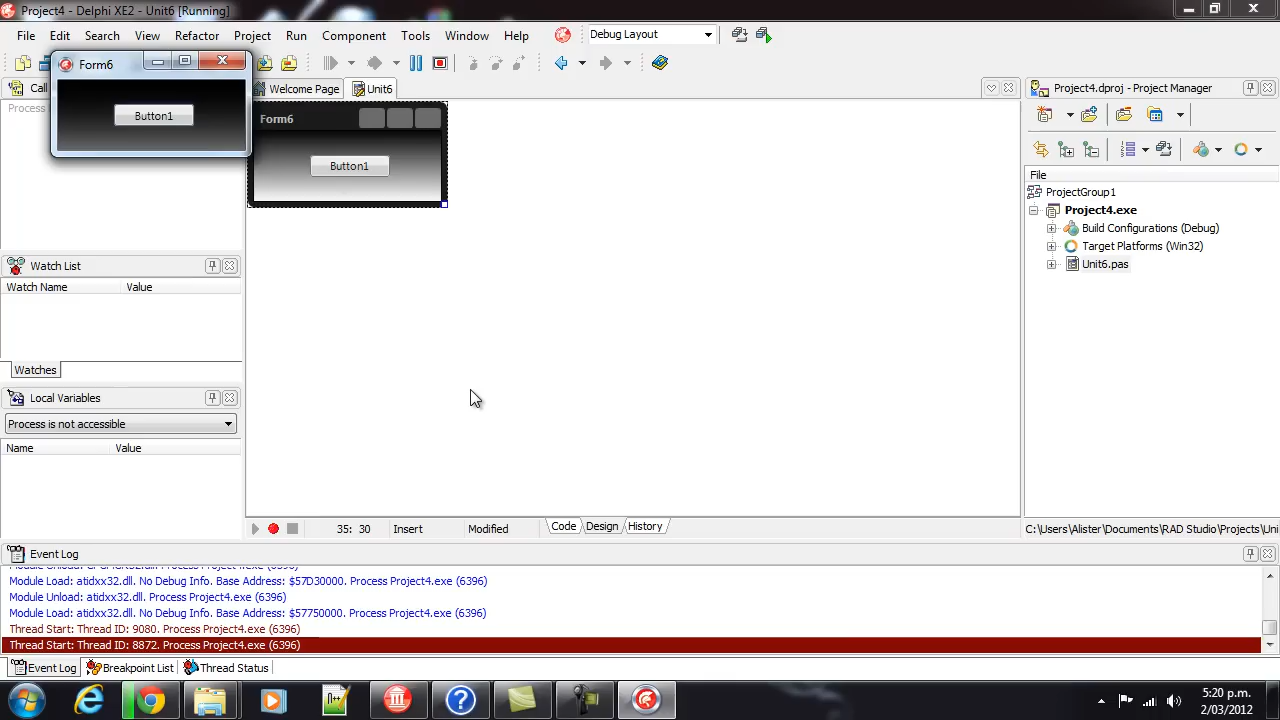 Project4 - Delphi XE2 - Unit6 [Running]
File Edit Search View Refactor Project Run Component Tools Window Help
Debug Layout
Form6
Button1
Call
Process
Welcome Page
Unit6
Form6
Button1
Project4.dproj - Project Manager
File
ProjectGroup1
Project4.exe
Build Configurations (Debug)
Target Platforms (Win32)
Unit6.pas
Watch List
Watch Name Value
Watches
Local Variables
Process is not accessible
Name Value
35: 30 Insert Modified
Code Design History
C:\Users\Alister\Documents\RAD Studio\Projects\Uni
Event Log
Module Load: atidxx32.dll. No Debug Info. Base Address: $57D30000. Process Project4.exe (6396)
Module Unload: atidxx32.dll. Process Project4.exe (6396)
Module Load: atidxx32.dll. No Debug Info. Base Address: $57750000. Process Project4.exe (6396)
Thread Start: Thread ID: 9080. Process Project4.exe (6396)
Thread Start: Thread ID: 8872. Process Project4.exe (6396)
Event Log Breakpoint List Thread Status
5:20 p.m.
2/03/2012